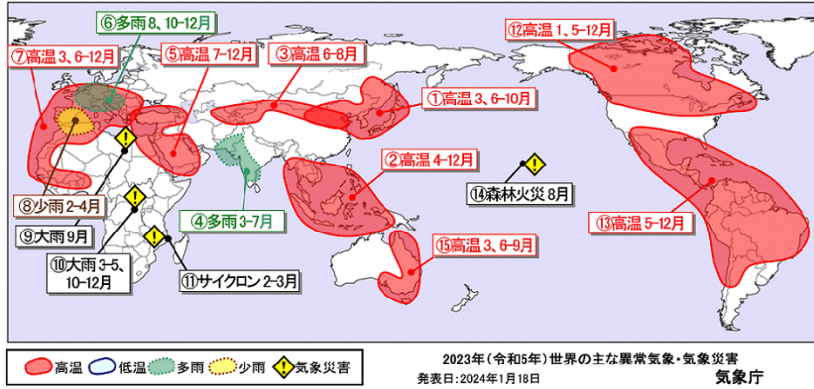 ⑥多雨 8、10-12月
⑫高温 1、5-12月
⑦高温 3、6-12月
⑤高温 7-12月
③高温 6-8月
①高温 3、6-10月
②高温 4-12月
⑭森林火災 8月
⑧少雨 2-4月
④多雨 3-7月
⑬高温 5-12月
⑨大雨 9月
⑮高温 3、6-9月
⑩大雨 3-5、
10-12月
⑪サイクロン 2-3月
高温 低温 多雨 少雨 気象災害
2023年(令和5年)世界の主な異常気象・気象災害
発表日:2024年1月18日
気象庁